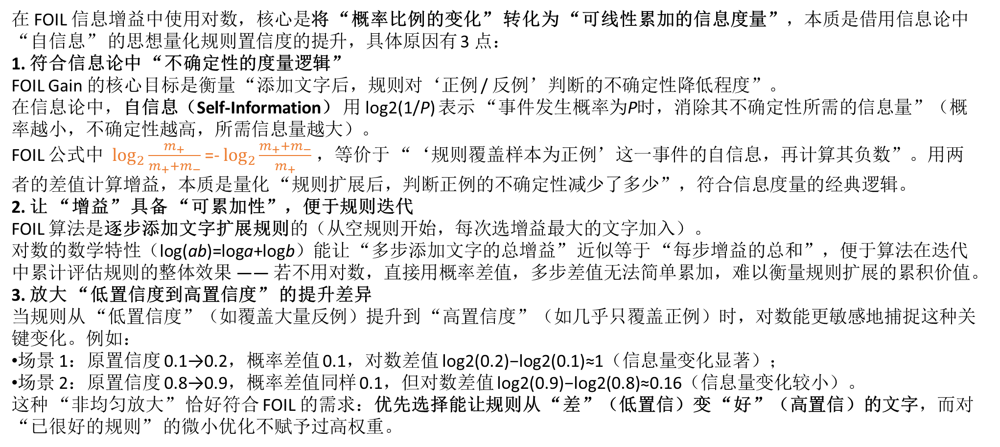 在 FOIL 信息增益中使用对数，核心是将“概率比例的变化”转化为“可线性累加的信息度量”，本质是借用信息论中
“自信息”的思想量化规则置信度的提升，具体原因有 3 点：
1. 符合信息论中“不确定性的度量逻辑”
FOIL Gain 的核心目标是衡量“添加文字后，规则对‘正例 / 反例’判断的不确定性降低程度”。
在信息论中，自信息（Self-Information）用 log2(1/P) 表示“事件发生概率为P时，消除其不确定性所需的信息量”（概
率越小，不确定性越高，所需信息量越大）。
FOIL 公式中 log₂ m₊/(m₊+m₋) =- log₂ (m₊+m₋)/m₊ ，等价于“‘规则覆盖样本为正例’这一事件的自信息，再计算其负数”。用两
者的差值计算增益，本质是量化“规则扩展后，判断正例的不确定性减少了多少”，符合信息度量的经典逻辑。
2. 让“增益”具备“可累加性”，便于规则迭代
FOIL 算法是逐步添加文字扩展规则的（从空规则开始，每次选增益最大的文字加入）。
对数的数学特性（log(ab)=loga+logb）能让“多步添加文字的总增益”近似等于“每步增益的总和”，便于算法在迭代
中累计评估规则的整体效果 —— 若不用对数，直接用概率差值，多步差值无法简单累加，难以衡量规则扩展的累积价值。
3. 放大“低置信度到高置信度”的提升差异
当规则从“低置信度”（如覆盖大量反例）提升到“高置信度”（如几乎只覆盖正例）时，对数能更敏感地捕捉这种关
键变化。例如：
•场景 1：原置信度 0.1→0.2，概率差值 0.1，对数差值 log2(0.2)−log2(0.1)≈1（信息量变化显著）；
•场景 2：原置信度 0.8→0.9，概率差值同样 0.1，但对数差值 log2(0.9)−log2(0.8)≈0.16（信息量变化较小）。
这种“非均匀放大”恰好符合 FOIL 的需求：优先选择能让规则从“差”（低置信）变“好”（高置信）的文字，而对
“已很好的规则”的微小优化不赋予过高权重。